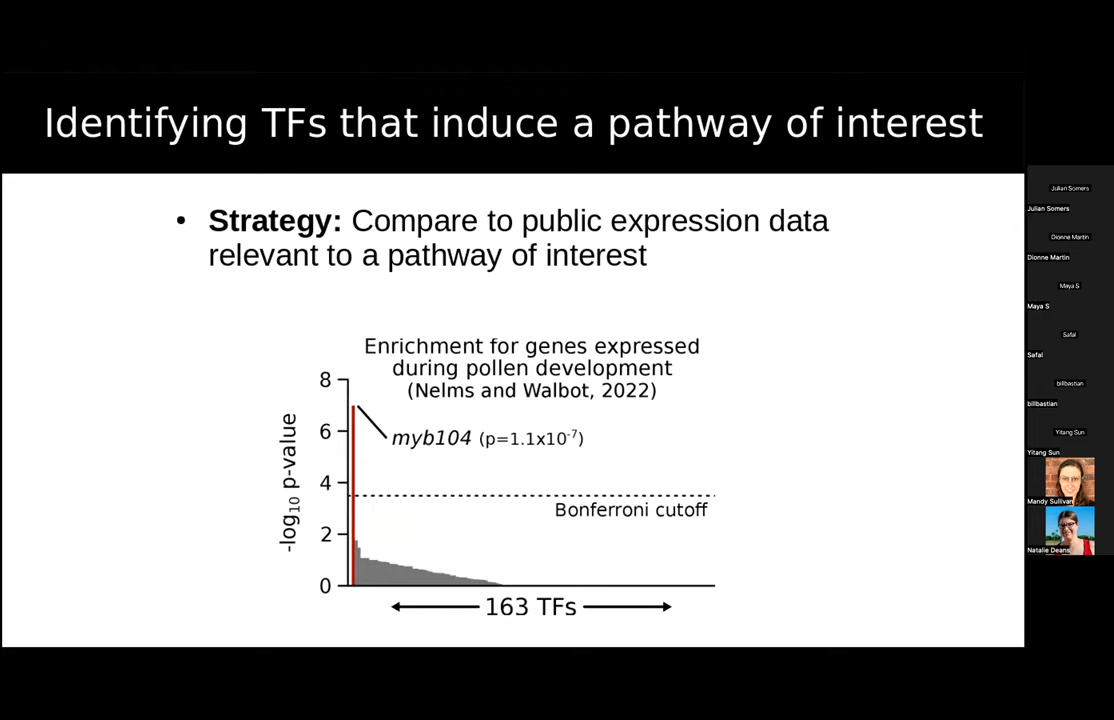 Identifying TFs that induce a pathway of interest
• Strategy: Compare to public expression data
relevant to a pathway of interest
Enrichment for genes expressed
during pollen development
(Nelms and Walbot, 2022)
8
6
4
2
0
-log10 p-value
myb104 (p=1.1x10-7)
Bonferroni cutoff
163 TFs
Julian Somers
Julian Somers
Dionne Martin
Dionne Martin
Maya S
Maya S
Safal
Safal
billbastian
billbastian
Yitang Sun
Yitang Sun
Mandy Sullivan
Natalie Deans